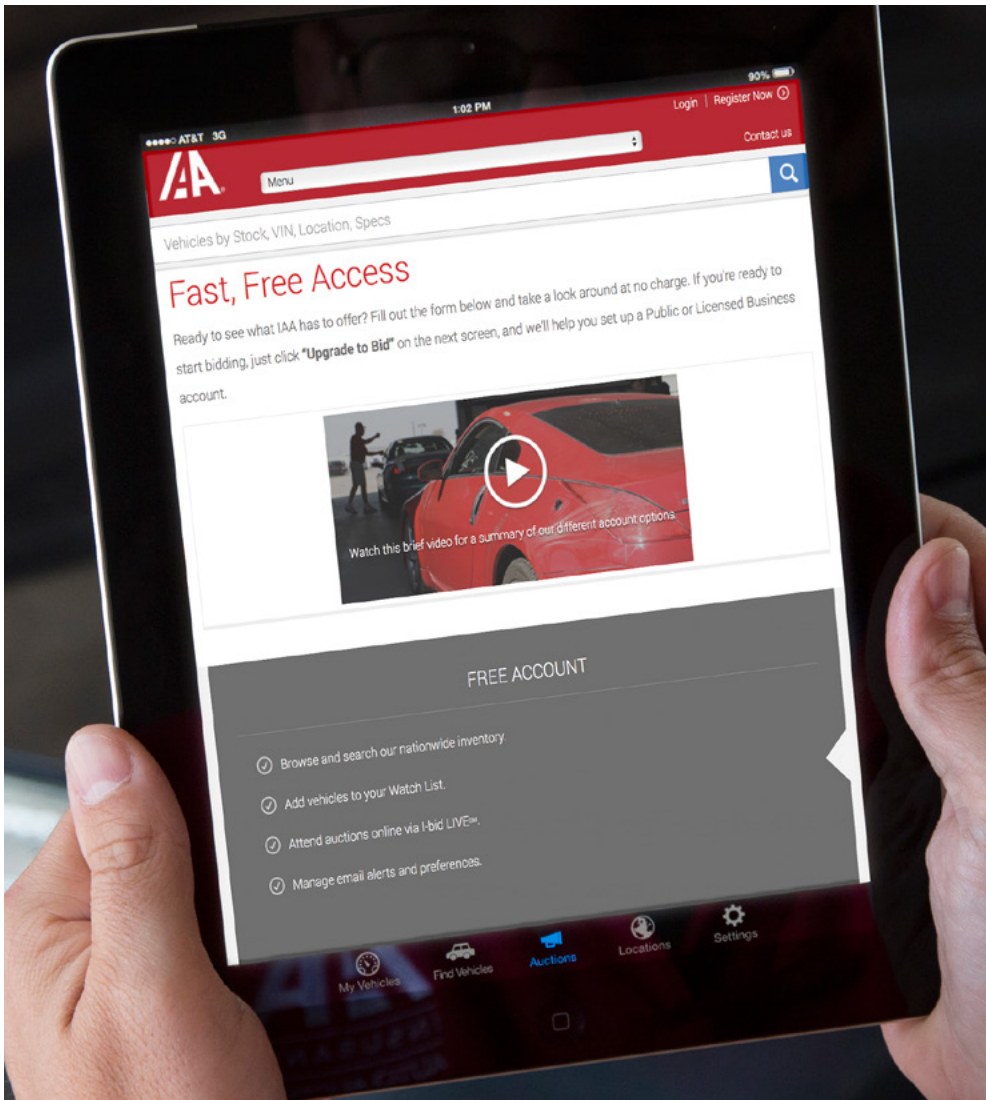 AT&T 3G
1:02 PM
90%
Login | Register Now
IAA
Menu
Contact us
Vehicles by Stock, VIN, Location, Specs
Fast, Free Access
Ready to see what IAA has to offer? Fill out the form below and take a look around at no charge. If you're ready to
start bidding, just click "Upgrade to Bid" on the next screen, and we'll help you set up a Public or Licensed Business
account.
Watch this brief video for a summary of our different account options.
FREE ACCOUNT
Browse and search our nationwide inventory.
Add vehicles to your Watch List.
Attend auctions online via I-bid LIVE℠.
Manage email alerts and preferences.
My Vehicles
Find Vehicles
Auctions
Locations
Settings